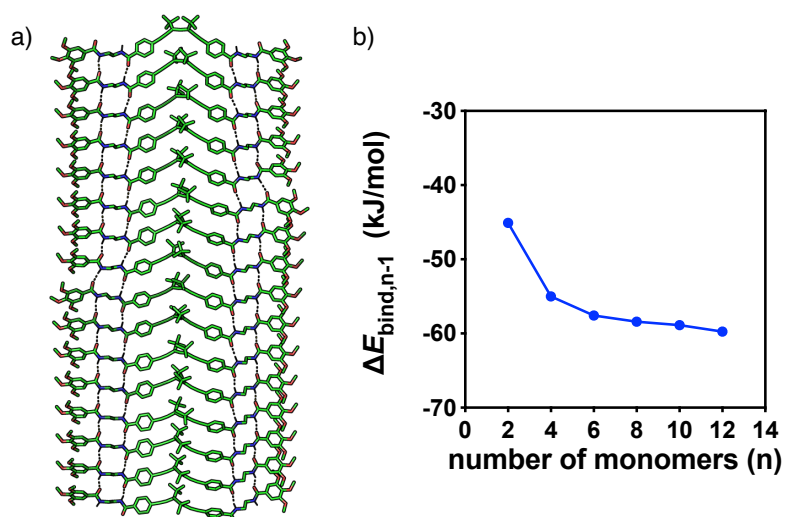 a)
b)
-30
-40
-50
-60
-70
ΔE_bind,n-1 (kJ/mol)
0 2 4 6 8 10 12 14
number of monomers (n)